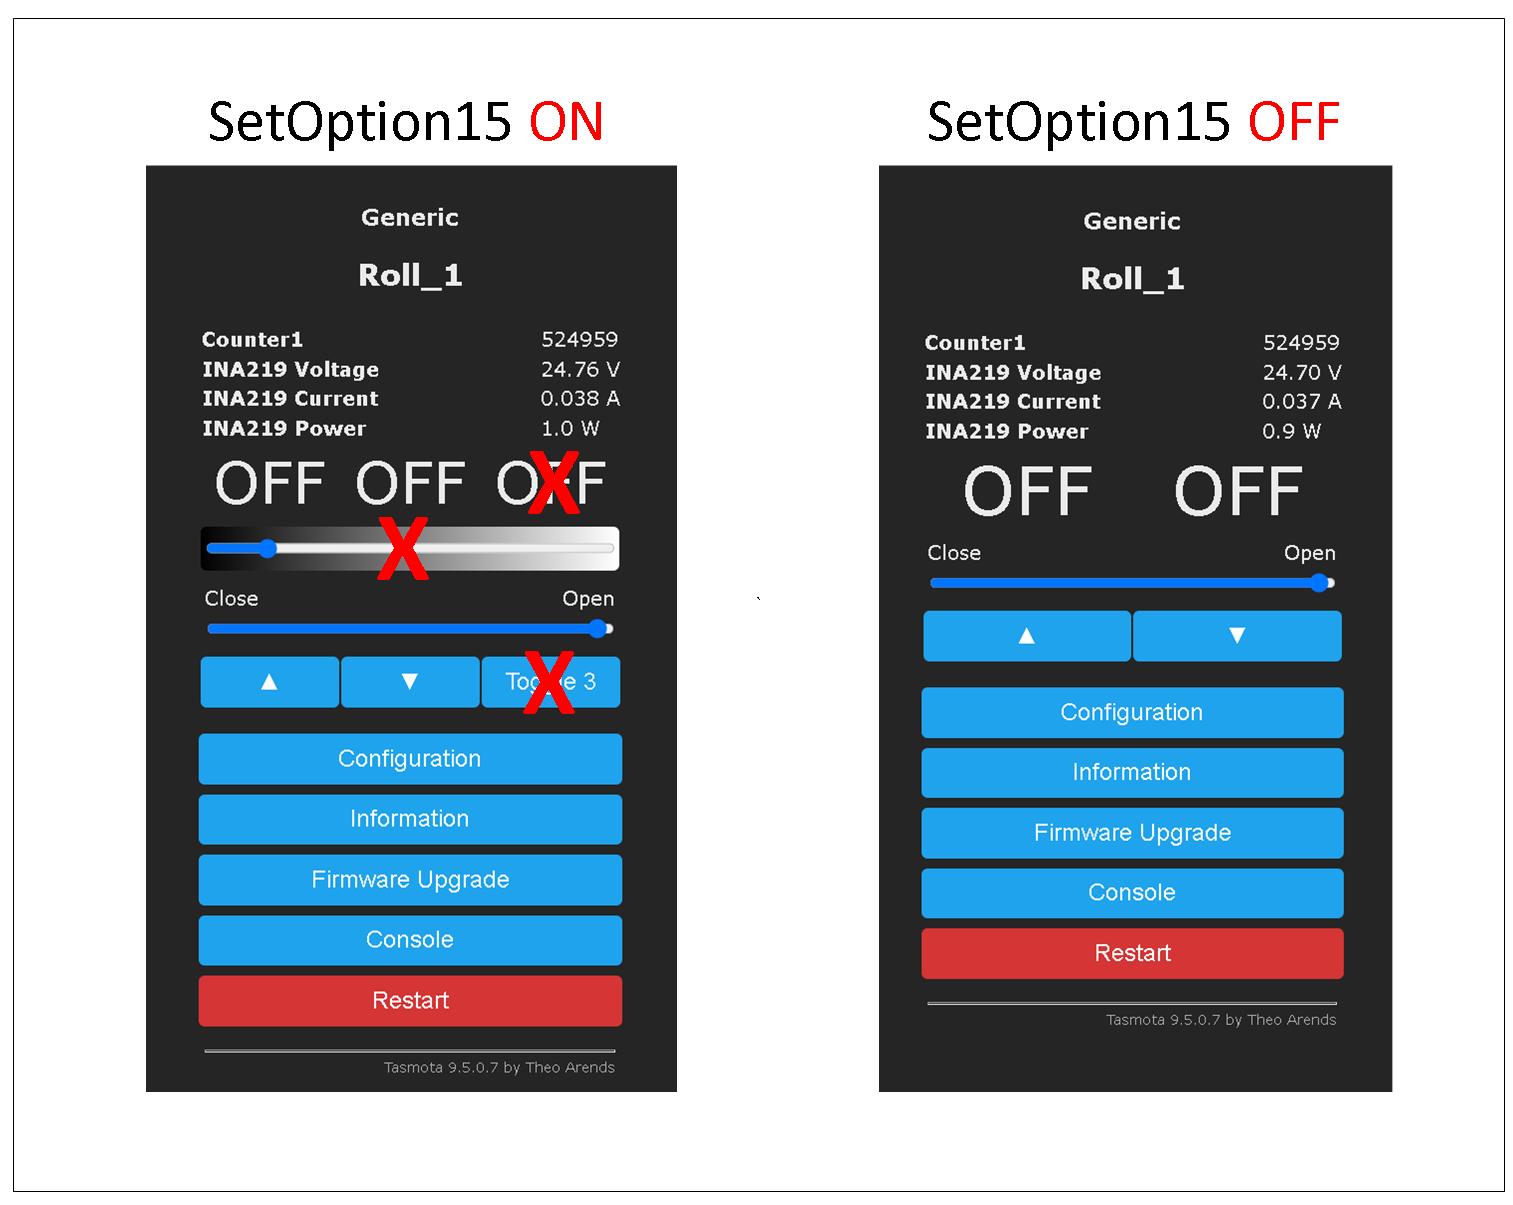 SetOption15 ON
Generic
Roll_1
Counter1 524959
INA219 Voltage 24.76 V
INA219 Current 0.038 A
INA219 Power 1.0 W
OFF OFF OFF
X
X
Close Open
▲ ▼ Toggle 3
X
Configuration
Information
Firmware Upgrade
Console
Restart
Tasmota 9.5.0.7 by Theo Arends
SetOption15 OFF
Generic
Roll_1
Counter1 524959
INA219 Voltage 24.70 V
INA219 Current 0.037 A
INA219 Power 0.9 W
OFF OFF
Close Open
▲ ▼
Configuration
Information
Firmware Upgrade
Console
Restart
Tasmota 9.5.0.7 by Theo Arends